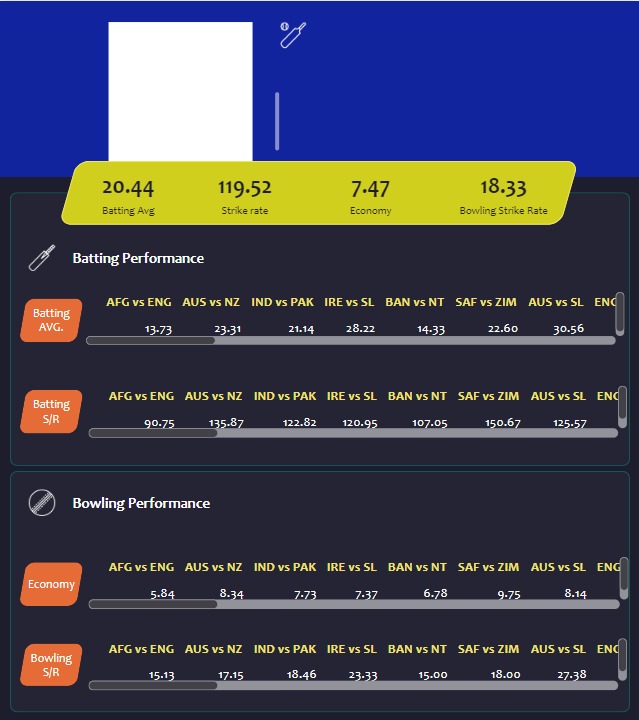 20.44 119.52 7.47 18.33
Batting Avg Strike rate Economy Bowling Strike Rate
Batting Performance
AFG vs ENG AUS vs NZ IND vs PAK IRE vs SL BAN vs NT SAF vs ZIM AUS vs SL ENG
Batting
AVG.
13.73 23.31 21.14 28.22 14.33 22.60 30.56
AFG vs ENG AUS vs NZ IND vs PAK IRE vs SL BAN vs NT SAF vs ZIM AUS vs SL ENG
Batting
S/R
90.75 135.87 122.82 120.95 107.05 150.67 125.57
Bowling Performance
AFG vs ENG AUS vs NZ IND vs PAK IRE vs SL BAN vs NT SAF vs ZIM AUS vs SL ENG
Economy
5.84 8.34 7.73 7.37 6.78 9.75 8.14
AFG vs ENG AUS vs NZ IND vs PAK IRE vs SL BAN vs NT SAF vs ZIM AUS vs SL ENG
Bowling
S/R
15.13 17.15 18.46 23.33 15.00 18.00 27.38